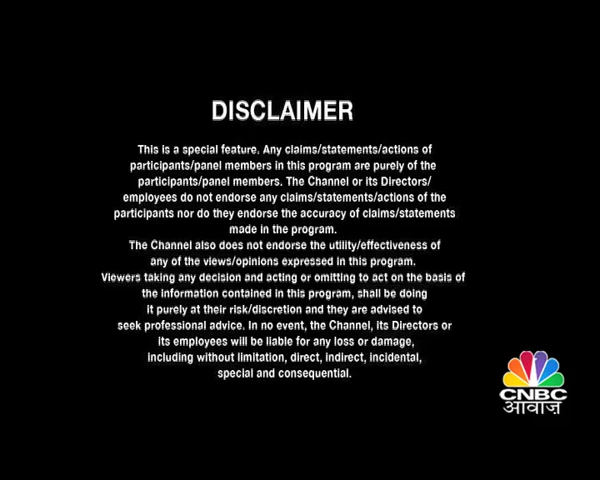 DISCLAIMER
This is a special feature. Any claims/statements/actions of
participants/panel members in this program are purely of the
participants/panel members. The Channel or its Directors/
employees do not endorse any claims/statements/actions of the
participants nor do they endorse the accuracy of claims/statements
made in the program.
The Channel also does not endorse the utility/effectiveness of
any of the views/opinions expressed in this program.
Viewers taking any decision and acting or omitting to act on the basis of
the information contained in this program, shall be doing
it purely at their risk/discretion and they are advised to
seek professional advice. In no event, the Channel, its Directors or
its employees will be liable for any loss or damage,
including without limitation, direct, indirect, incidental,
special and consequential.
CNBC
आवाज़